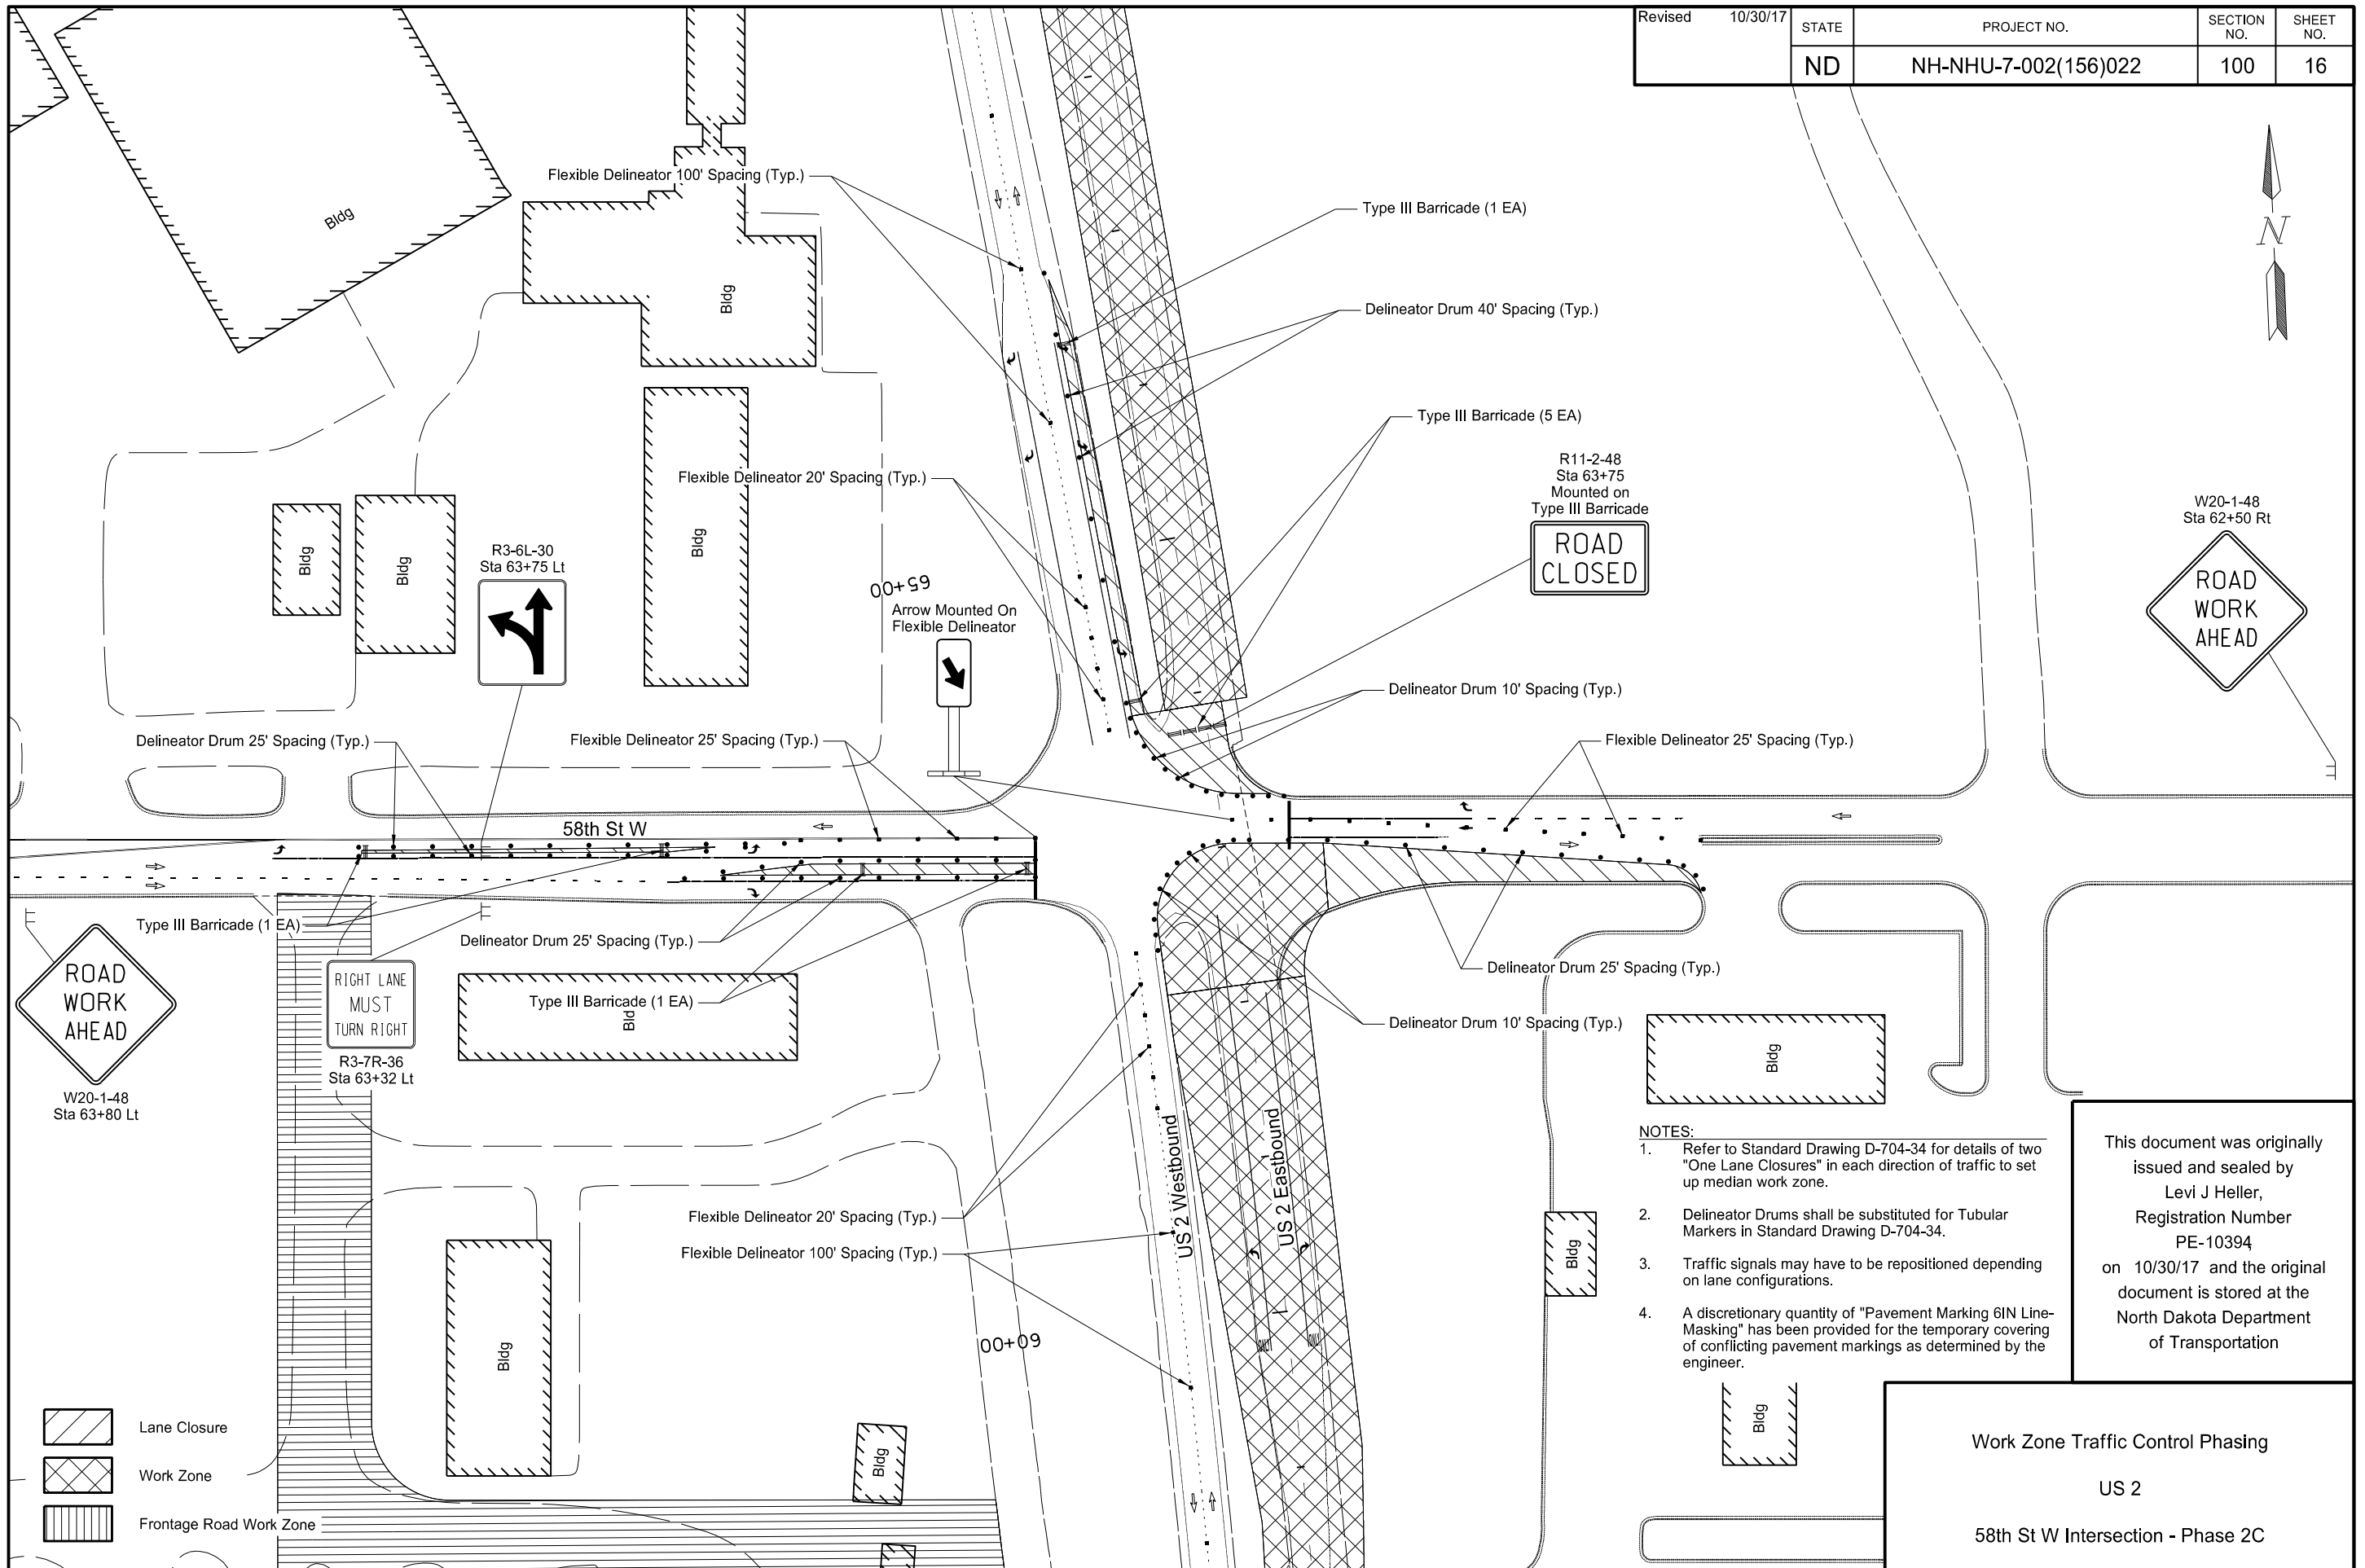 Revised 10/30/17
STATE
PROJECT NO.
SECTION NO.
SHEET NO.
ND
NH-NHU-7-002(156)022
100
16
N
Flexible Delineator 100' Spacing (Typ.)
Type III Barricade (1 EA)
Bldg
Bldg
Delineator Drum 40' Spacing (Typ.)
Type III Barricade (5 EA)
Flexible Delineator 20' Spacing (Typ.)
R11-2-48
Sta 63+75
Mounted on
Type III Barricade
ROAD
CLOSED
W20-1-48
Sta 62+50 Rt
ROAD
WORK
AHEAD
Bldg
Bldg
Bldg
R3-6L-30
Sta 63+75 Lt
65+00
Arrow Mounted On
Flexible Delineator
Delineator Drum 10' Spacing (Typ.)
Delineator Drum 25' Spacing (Typ.)
Flexible Delineator 25' Spacing (Typ.)
Flexible Delineator 25' Spacing (Typ.)
58th St W
Type III Barricade (1 EA)
Delineator Drum 25' Spacing (Typ.)
Delineator Drum 25' Spacing (Typ.)
ROAD
WORK
AHEAD
W20-1-48
Sta 63+80 Lt
RIGHT LANE
MUST
TURN RIGHT
R3-7R-36
Sta 63+32 Lt
Type III Barricade (1 EA)
Bld
Delineator Drum 10' Spacing (Typ.)
Bldg
US 2 Westbound
US 2 Eastbound
Flexible Delineator 20' Spacing (Typ.)
Flexible Delineator 100' Spacing (Typ.)
Bldg
60+00
ONLY
ONLY
Bldg
Bldg
Bldg
NOTES:
1. Refer to Standard Drawing D-704-34 for details of two
"One Lane Closures" in each direction of traffic to set
up median work zone.
2. Delineator Drums shall be substituted for Tubular
Markers in Standard Drawing D-704-34.
3. Traffic signals may have to be repositioned depending
on lane configurations.
4. A discretionary quantity of "Pavement Marking 6IN Line-
Masking" has been provided for the temporary covering
of conflicting pavement markings as determined by the
engineer.
This document was originally
issued and sealed by
Levi J Heller,
Registration Number
PE-10394,
on 10/30/17 and the original
document is stored at the
North Dakota Department
of Transportation
Lane Closure
Work Zone
Frontage Road Work Zone
Work Zone Traffic Control Phasing
US 2
58th St W Intersection - Phase 2C